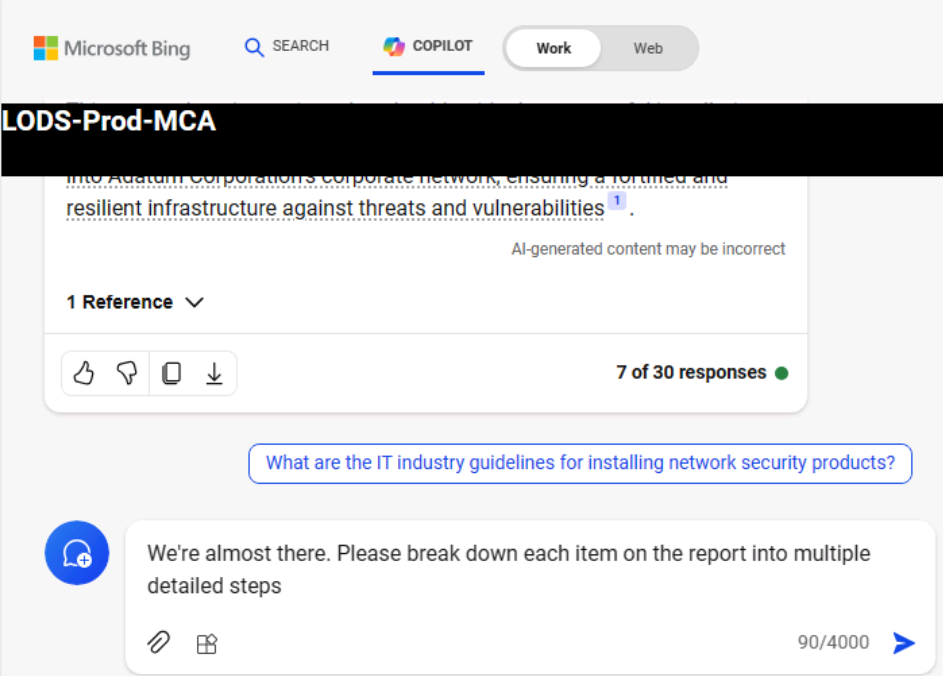 Microsoft Bing
SEARCH
COPILOT
Work
Web
LODS-Prod-MCA
into Adatum Corporation's corporate network, ensuring a fortified and
resilient infrastructure against threats and vulnerabilities 1 .
AI-generated content may be incorrect
1 Reference
7 of 30 responses
What are the IT industry guidelines for installing network security products?
We're almost there. Please break down each item on the report into multiple
detailed steps
90/4000